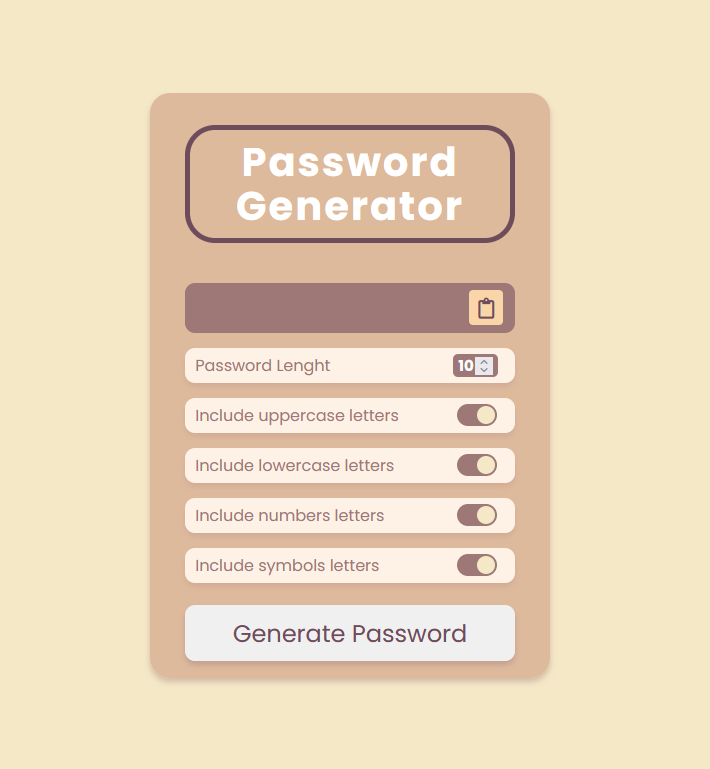 Password
Generator
Password Lenght
10
Include uppercase letters
Include lowercase letters
Include numbers letters
Include symbols letters
Generate Password